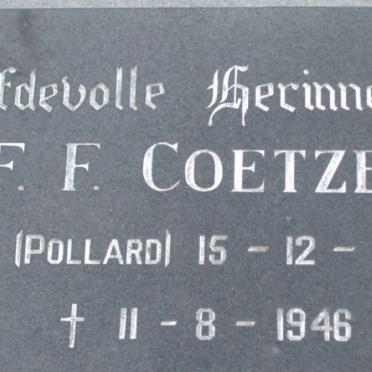 fdevolle Herinne
F. F. COETZE
(POLLARD) 15 - 12 -
† 11 - 8 - 1946